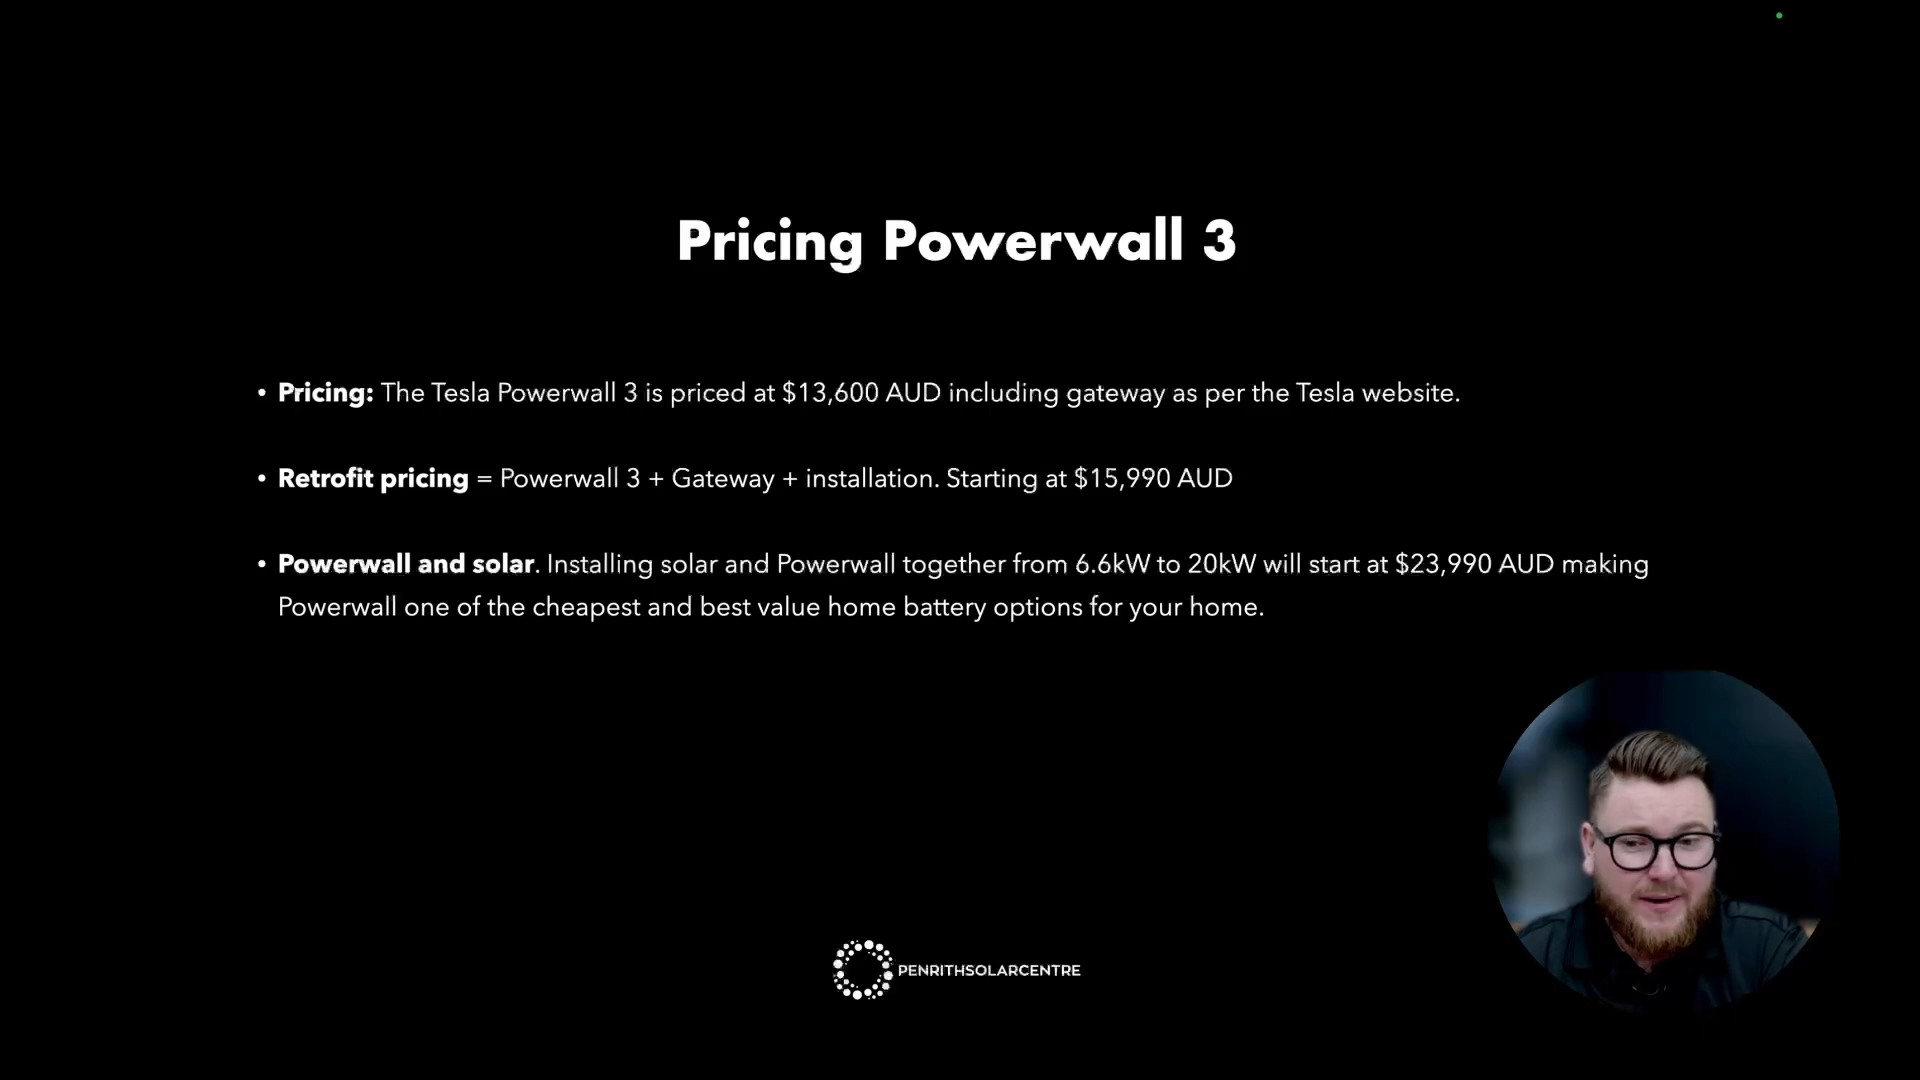 Pricing Powerwall 3
• Pricing: The Tesla Powerwall 3 is priced at $13,600 AUD including gateway as per the Tesla website.
• Retrofit pricing = Powerwall 3 + Gateway + installation. Starting at $15,990 AUD
• Powerwall and solar. Installing solar and Powerwall together from 6.6kW to 20kW will start at $23,990 AUD making
Powerwall one of the cheapest and best value home battery options for your home.
PENRITHSOLARCENTRE